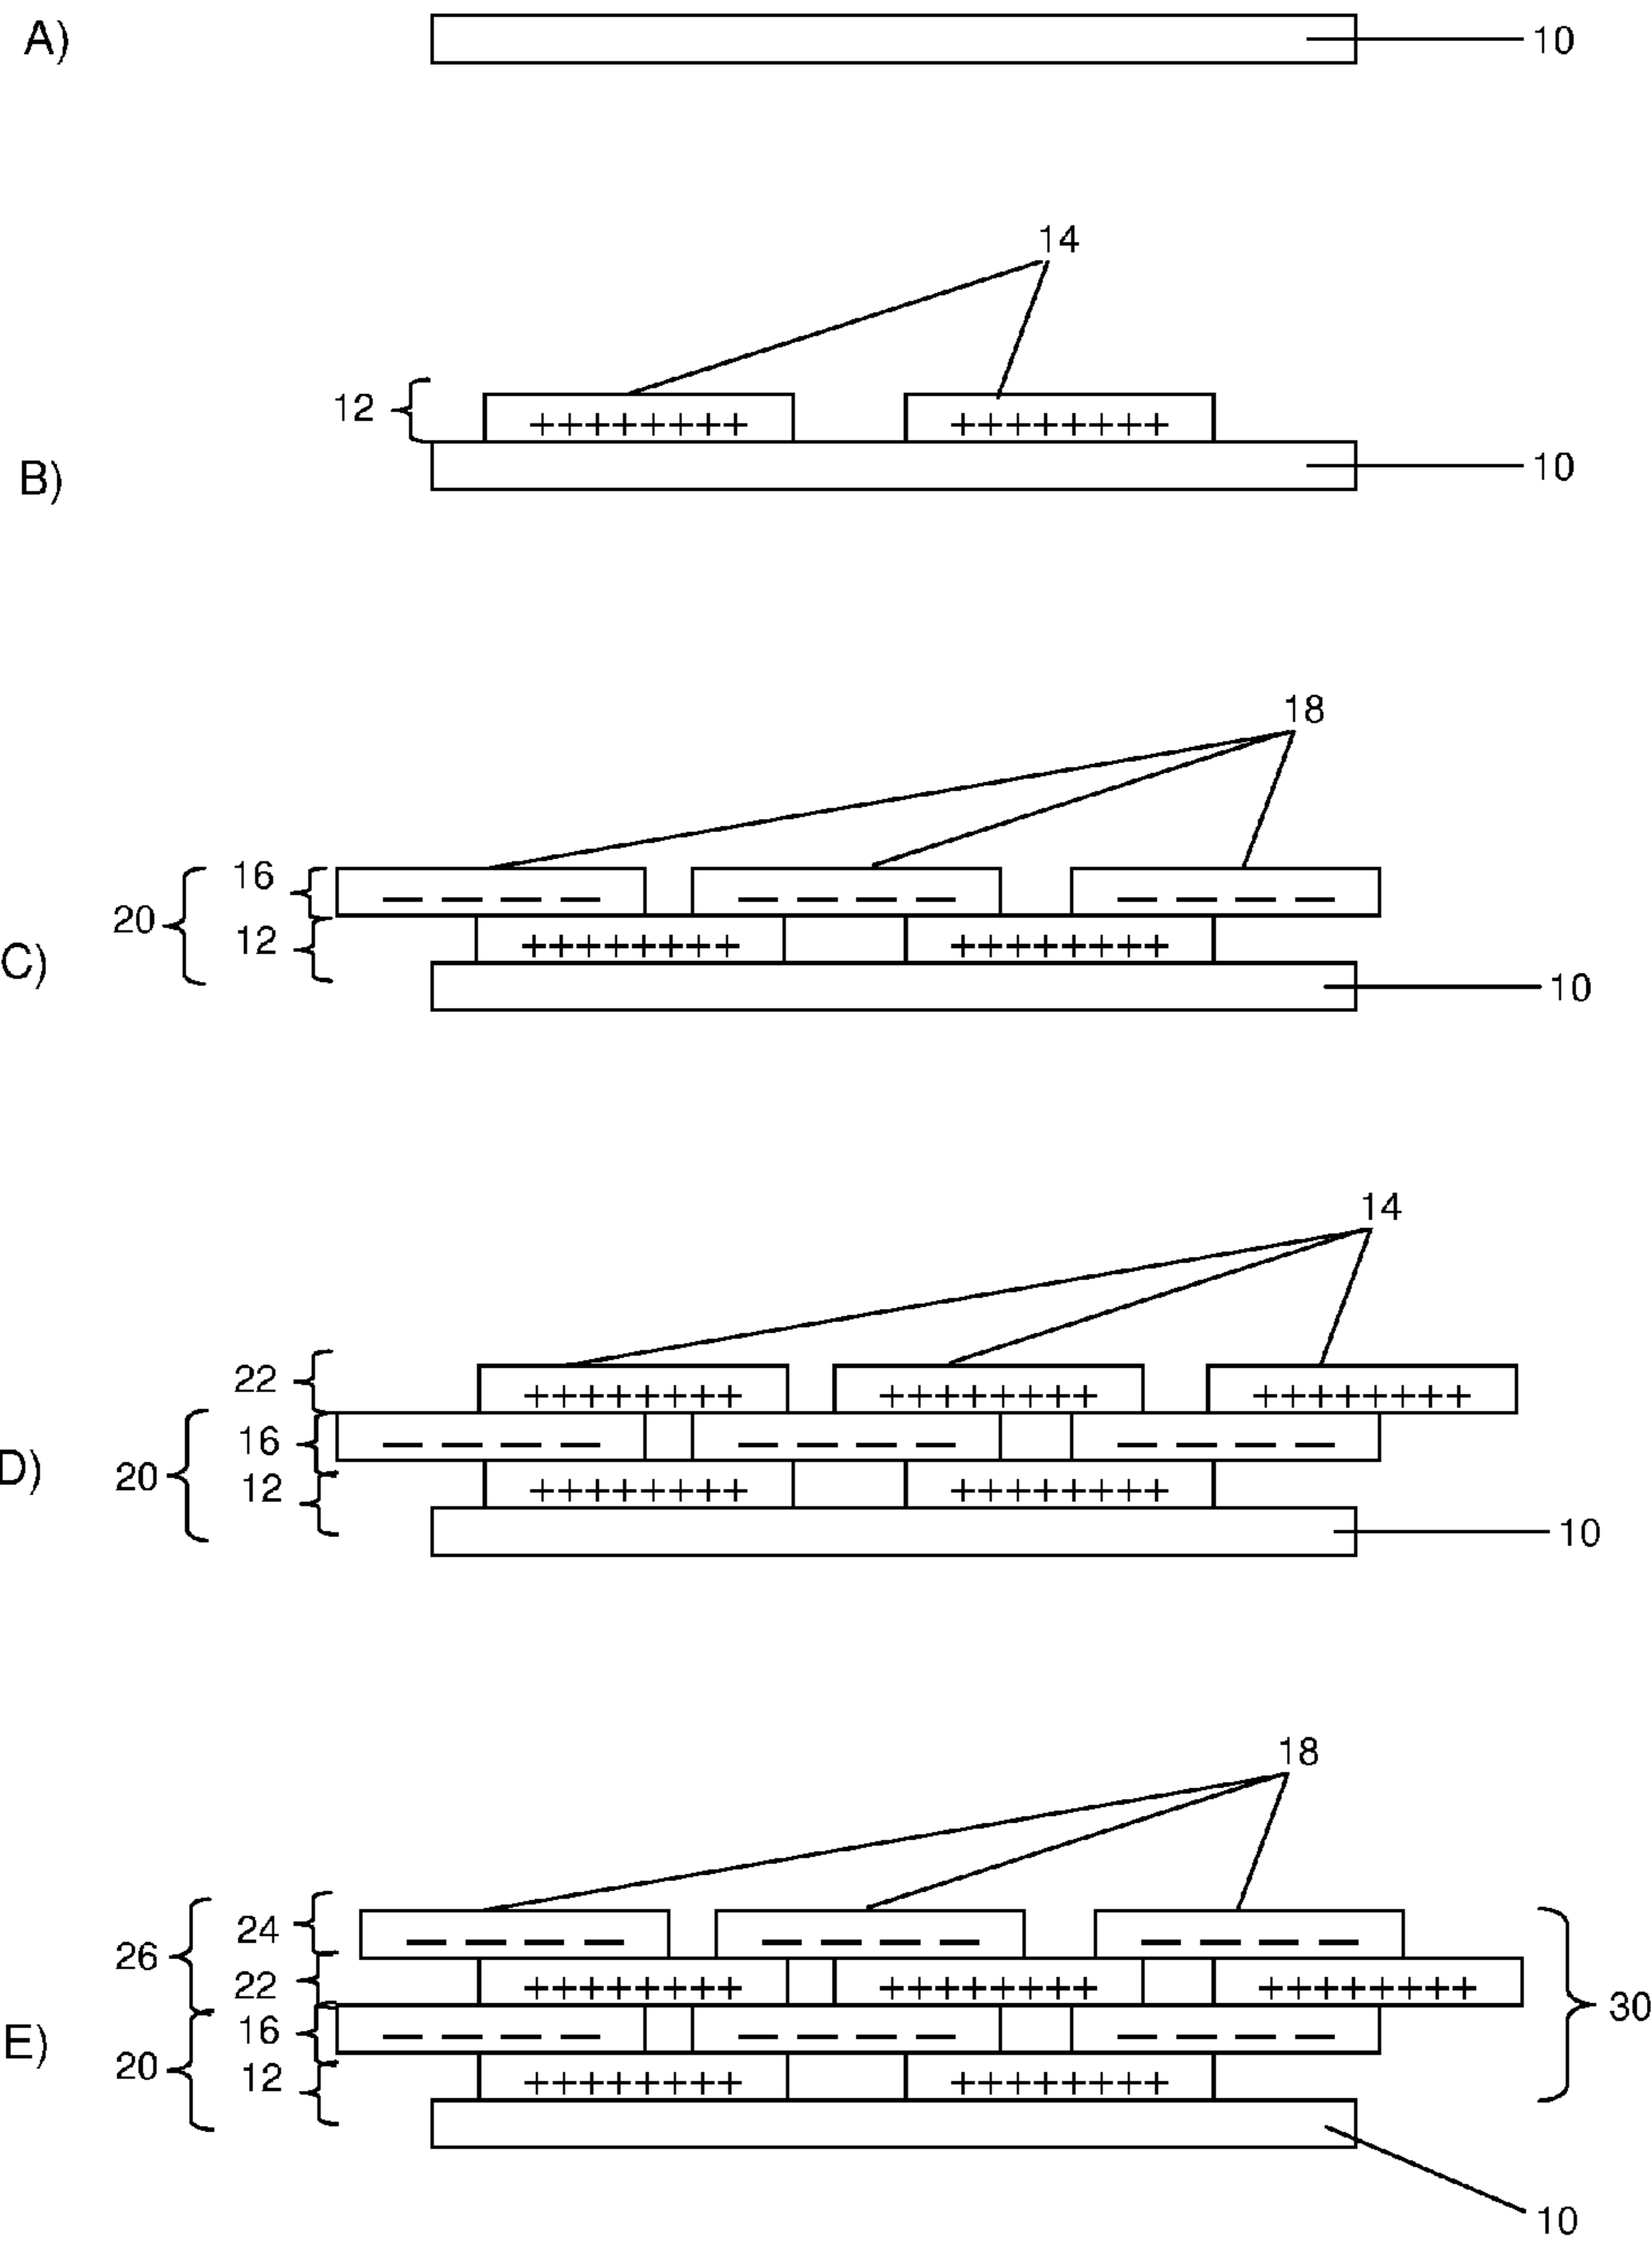 A) 10
14
12 ++++++++ ++++++++
B) 10
18
16 — — — — — — — — — — — —
20
12 ++++++++ ++++++++
C) 10
14
22 ++++++++ ++++++++ ++++++++
16 — — — — — — — — — — — —
D) 20
12 ++++++++ ++++++++
10
18
24 — — — — — — — — — — — —
26
22 ++++++++ ++++++++ ++++++++
30
16 — — — — — — — — — — — —
E)
20
12 ++++++++ ++++++++
10